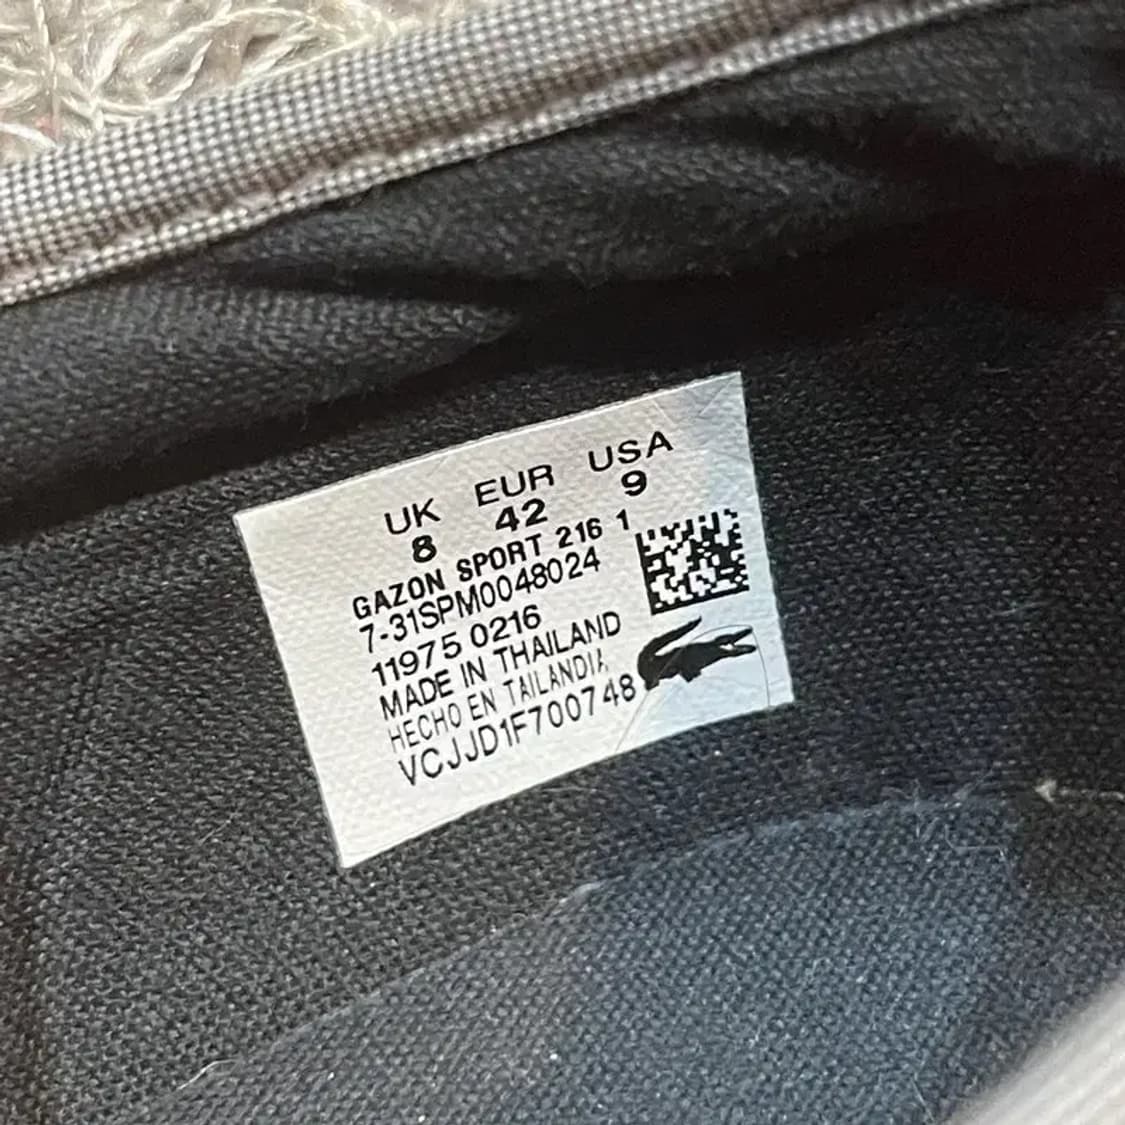 UK EUR USA
8 42 9
GAZON SPORT 216 1
7-31SPM0048024
11975 0216
MADE IN THAILAND
HECHO EN TAILANDIA
VCJJD1F700748